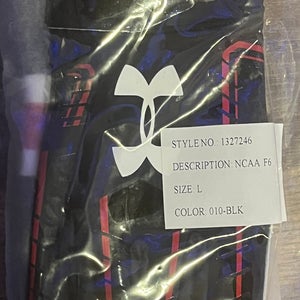 STYLE NO : 1327246
DESCRIPTION: NCAA F6
SIZE: L
COLOR: 010-BLK